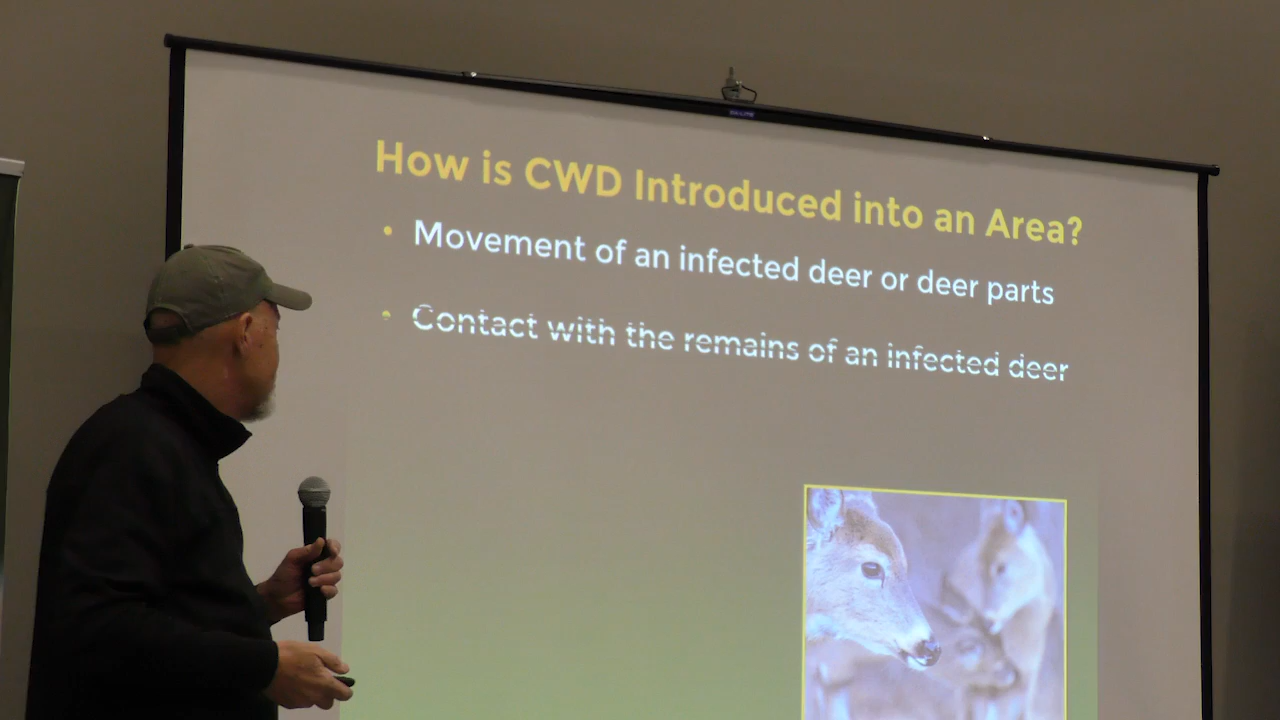 How is CWD Introduced into an Area?
• Movement of an infected deer or deer parts
• Contact with the remains of an infected deer